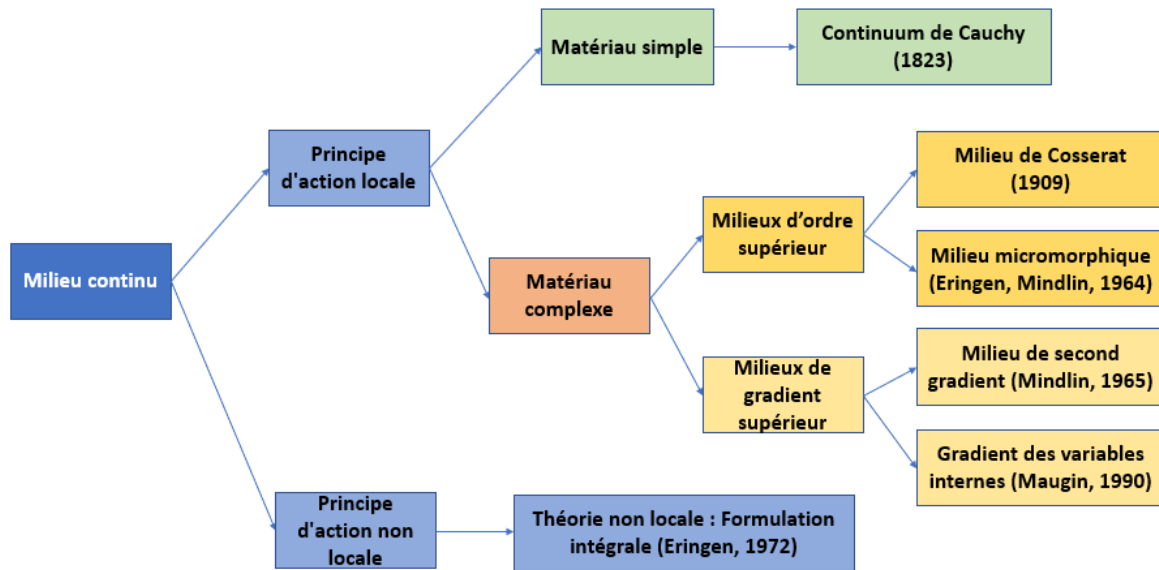 Matériau simple
Continuum de Cauchy
(1823)
Principe
d'action locale
Milieu de Cosserat
(1909)
Milieux d’ordre
supérieur
Milieu continu
Matériau
complexe
Milieu micromorphique
(Eringen, Mindlin, 1964)
Milieux de
gradient
supérieur
Milieu de second
gradient (Mindlin, 1965)
Gradient des variables
internes (Maugin, 1990)
Principe
d'action non
locale
Théorie non locale : Formulation
intégrale (Eringen, 1972)